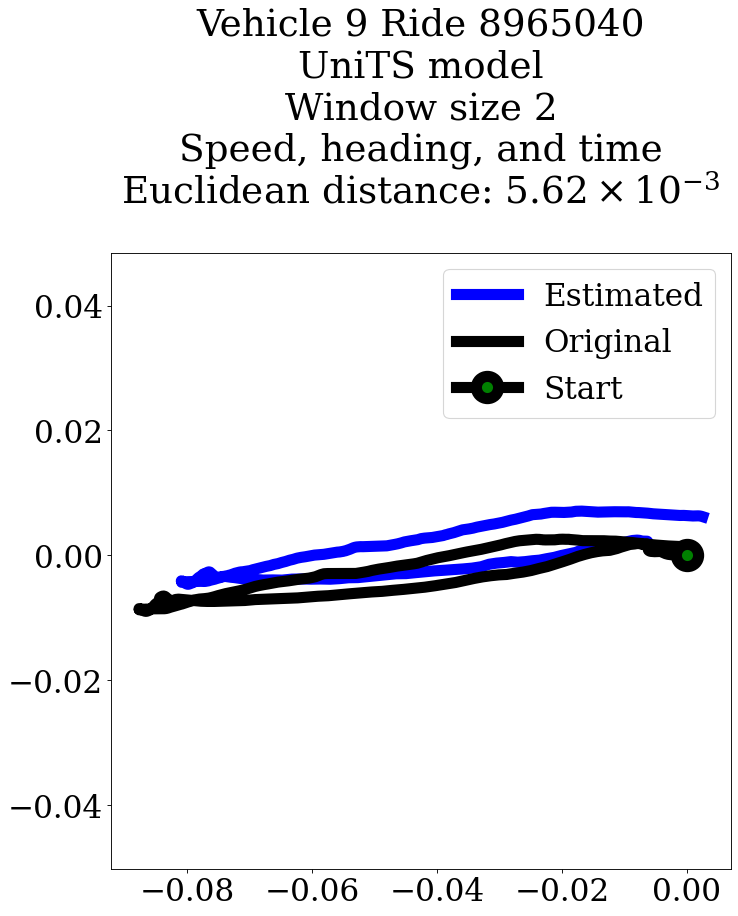 Vehicle 9 Ride 8965040
UniTS model
Window size 2
Speed, heading, and time
Euclidean distance: 5.62 × 10⁻³
Estimated
Original
Start
0.04
0.02
0.00
−0.02
−0.04
−0.08
−0.06
−0.04
−0.02
0.00